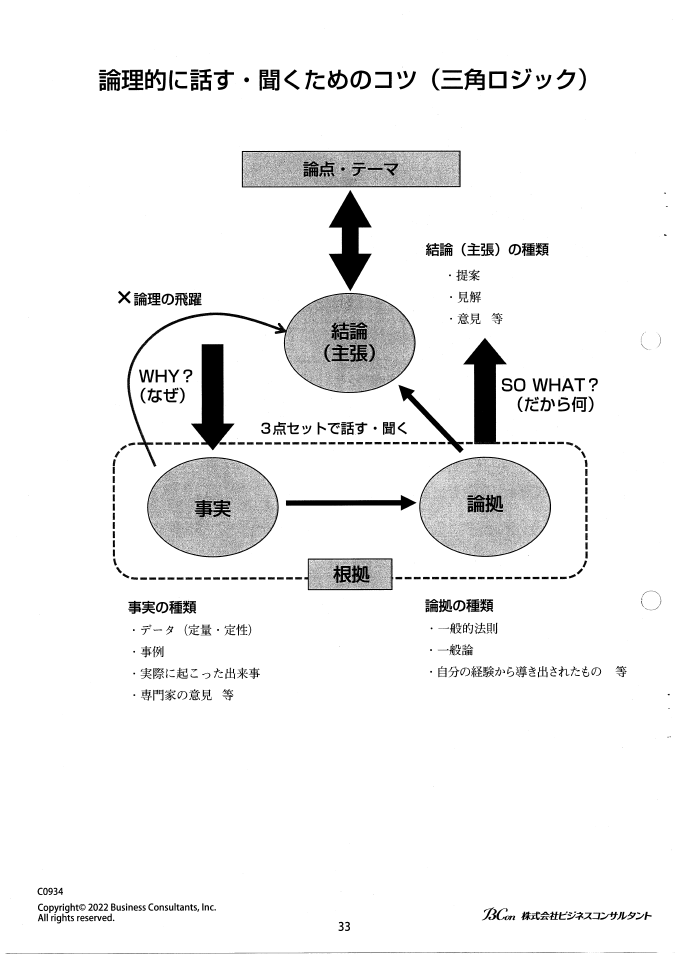 論理的に話す・聞くためのコツ（三角ロジック）
論点・テーマ
結論（主張）の種類
・提案
・見解
・意見　等
×論理の飛躍
結論
（主張）
WHY？
（なぜ）
SO WHAT？
（だから何）
３点セットで話す・聞く
事実
論拠
根拠
事実の種類
・データ（定量・定性）
・事例
・実際に起こった出来事
・専門家の意見　等
論拠の種類
・一般的法則
・一般論
・自分の経験から導き出されたもの　等
C0934
Copyright© 2022 Business Consultants, Inc.
All rights reserved.
33
BCon 株式会社ビジネスコンサルタント